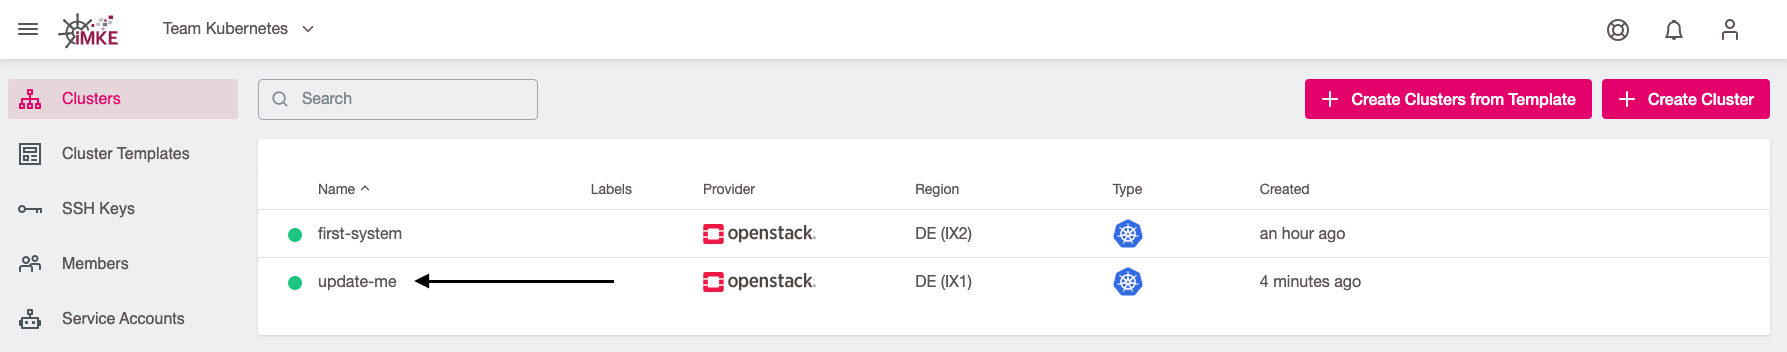 iMKE
Team Kubernetes
Clusters
Cluster Templates
SSH Keys
Members
Service Accounts
Search
Create Clusters from Template
Create Cluster
Name Labels Provider Region Type Created
first-system openstack. DE (IX2) an hour ago
update-me openstack. DE (IX1) 4 minutes ago